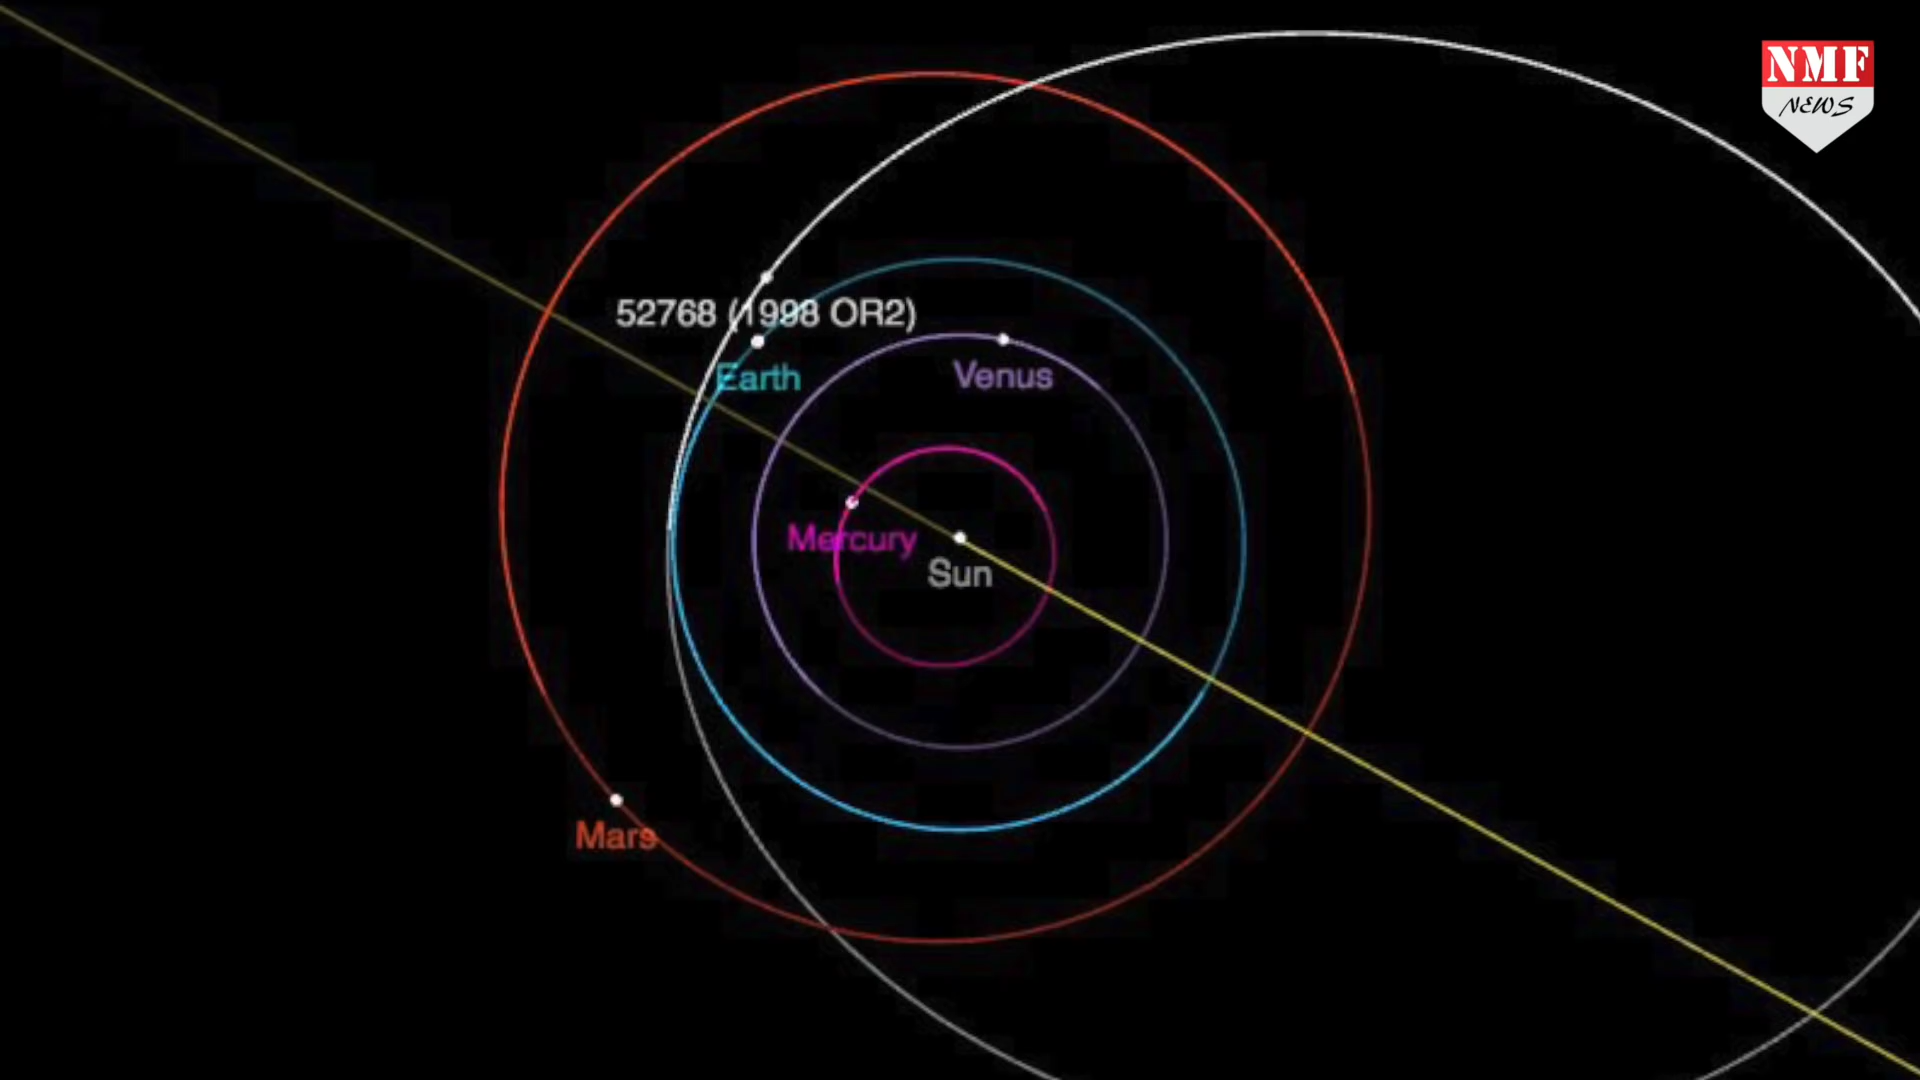 NMF
NEWS
52768 (1998 OR2)
Earth
Venus
Mercury
Sun
Mars